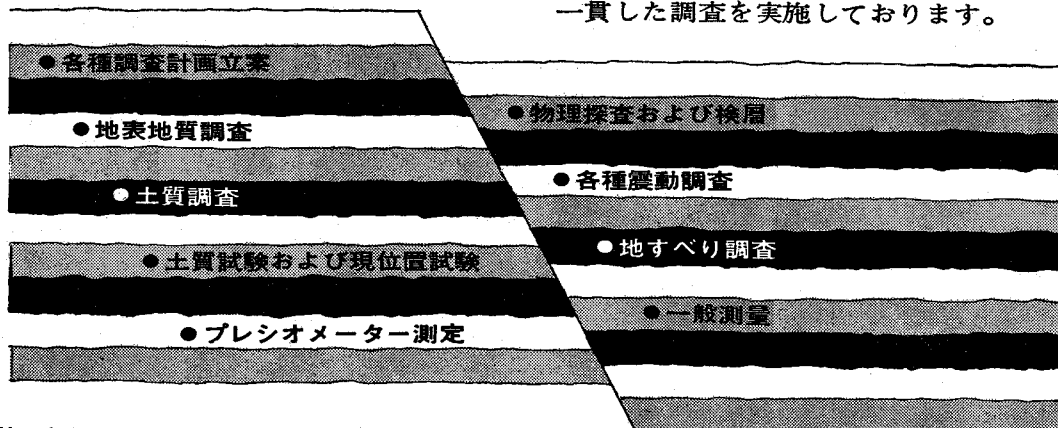 一貫した調査を実施しております。
●各種調査計画立案
●地表地質調査
●土質調査
●土質試験および現位置試験
●プレシオメーター測定
●物理探査および検層
●各種震動調査
●地すべり調査
●一般測量